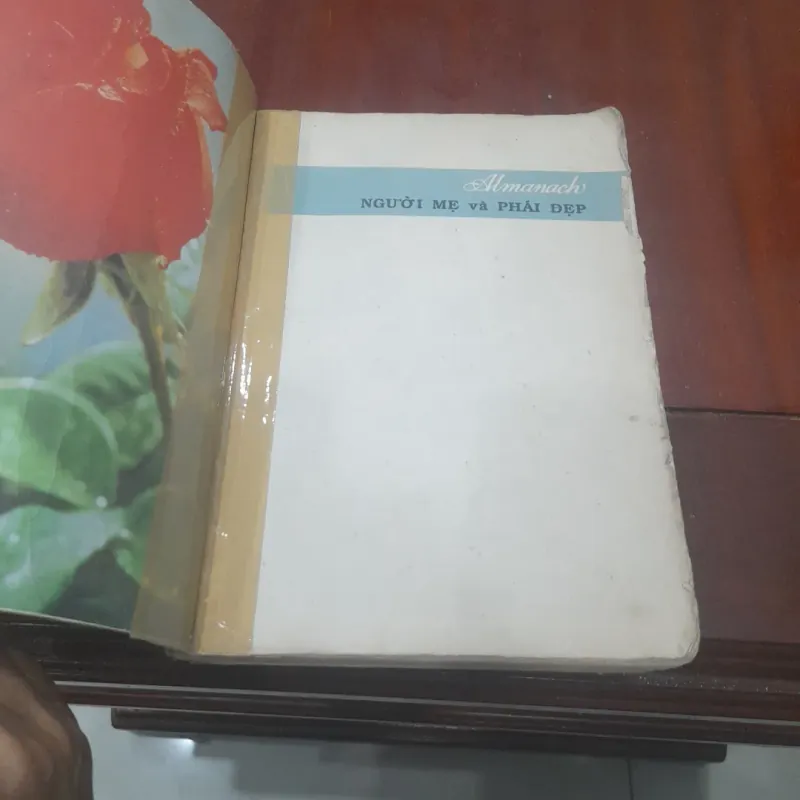 Almanach
NGƯỜI MẸ và PHÁI ĐẸP